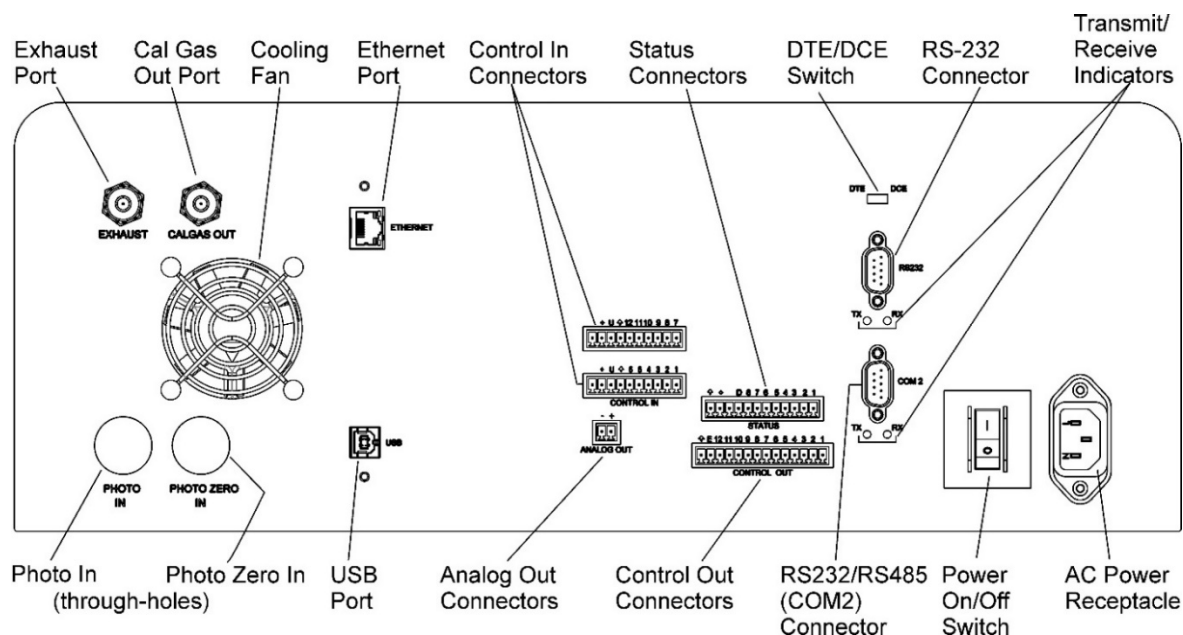 Transmit/
Receive
Indicators
Exhaust
Port
Cal Gas
Out Port
Cooling
Fan
Ethernet
Port
Control In
Connectors
Status
Connectors
DTE/DCE
Switch
RS-232
Connector
DTE DCE
EXHAUST
CALGAS OUT
ETHERNET
RS232
TX RX
+ U 12 11 10 9 8 7
+ U 6 5 4 3 2 1
CONTROL IN
COM 2
D 8 7 6 5 4 3 2 1
STATUS
- +
ANALOG OUT
TX RX
USB
E 12 11 10 9 8 7 6 5 4 3 2 1
CONTROL OUT
I
O
L
N
PHOTO
IN
PHOTO ZERO
IN
Photo In
(through-holes)
Photo Zero In
USB
Port
Analog Out
Connectors
Control Out
Connectors
RS232/RS485
(COM2)
Connector
Power
On/Off
Switch
AC Power
Receptacle